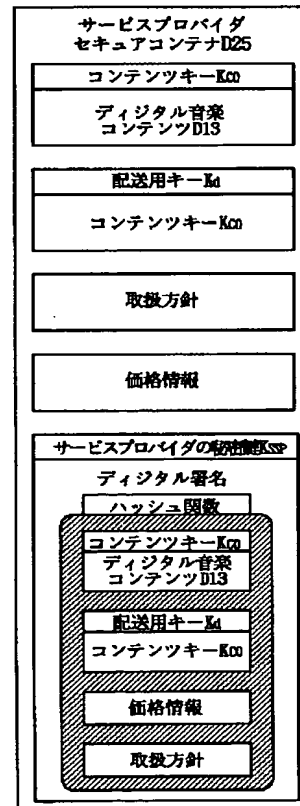 サービスプロバイダ
セキュアコンテナD25
コンテンツキーKco
ディジタル音楽
コンテンツD13
配送用キーKd
コンテンツキーKco
取扱方針
価格情報
サービスプロバイダの秘密鍵Ksp
ディジタル署名
ハッシュ関数
コンテンツキーKco
ディジタル音楽
コンテンツD13
配送用キーKd
コンテンツキーKco
価格情報
取扱方針